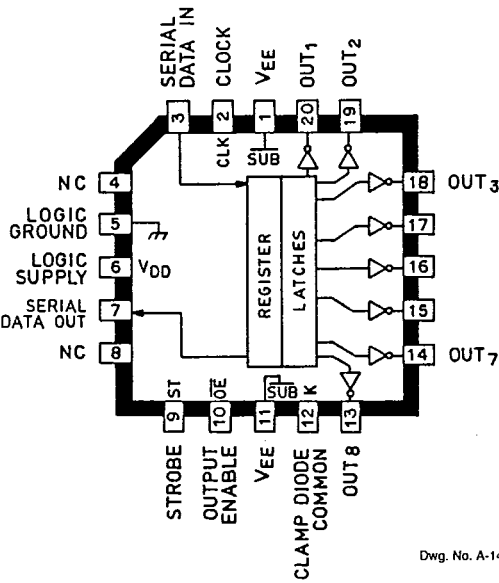 SERIAL
DATA IN
CLOCK
VEE
OUT1
OUT2
3
2
1
20
19
CLK
SUB
NC
4
18
OUT3
LOGIC
GROUND
5
17
LOGIC
SUPPLY
6
VDD
16
REGISTER
LATCHES
SERIAL
DATA OUT
7
15
NC
8
14
OUT7
ST
OE
SUB
K
9
10
11
12
13
STROBE
OUTPUT
ENABLE
VEE
CLAMP DIODE
COMMON
OUT8
Dwg. No. A-14